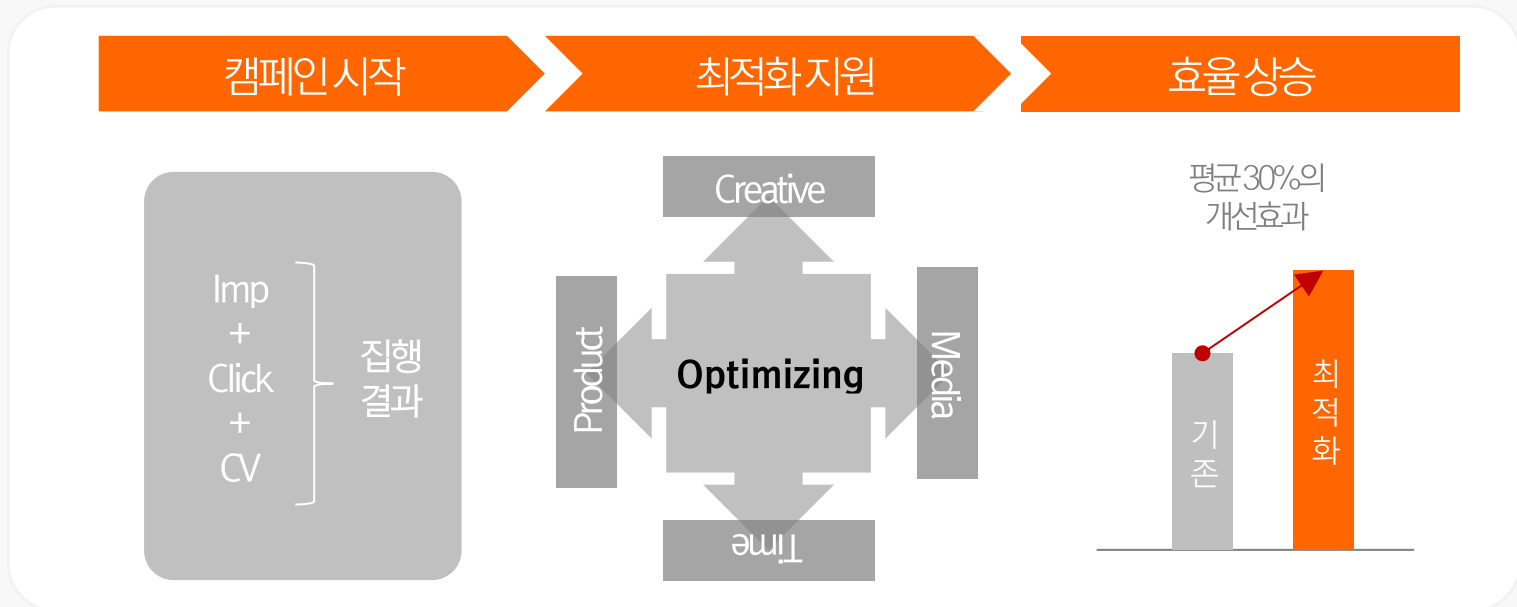 캠페인 시작
최적화 지원
효율 상승
Imp
+
Click
+
CV
집행
결과
Creative
Product
Optimizing
Media
Time
평균 30%의
개선효과
기
존
최
적
화